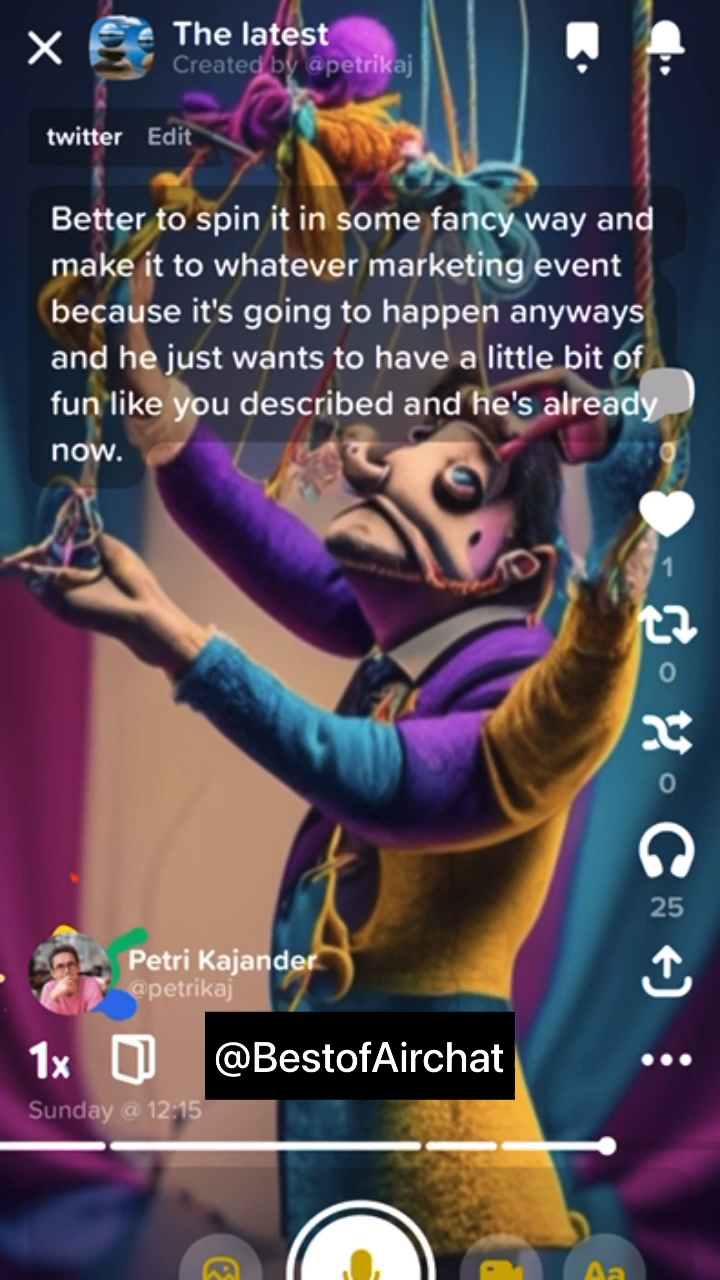 The latest
Created by @petrikaj
twitter Edit
Better to spin it in some fancy way and
make it to whatever marketing event
because it's going to happen anyways
and he just wants to have a little bit of
fun like you described and he's already
now.
0
1
0
0
25
Petri Kajander
@petrikaj
@BestofAirchat
1x
Sunday @ 12:15
Aa